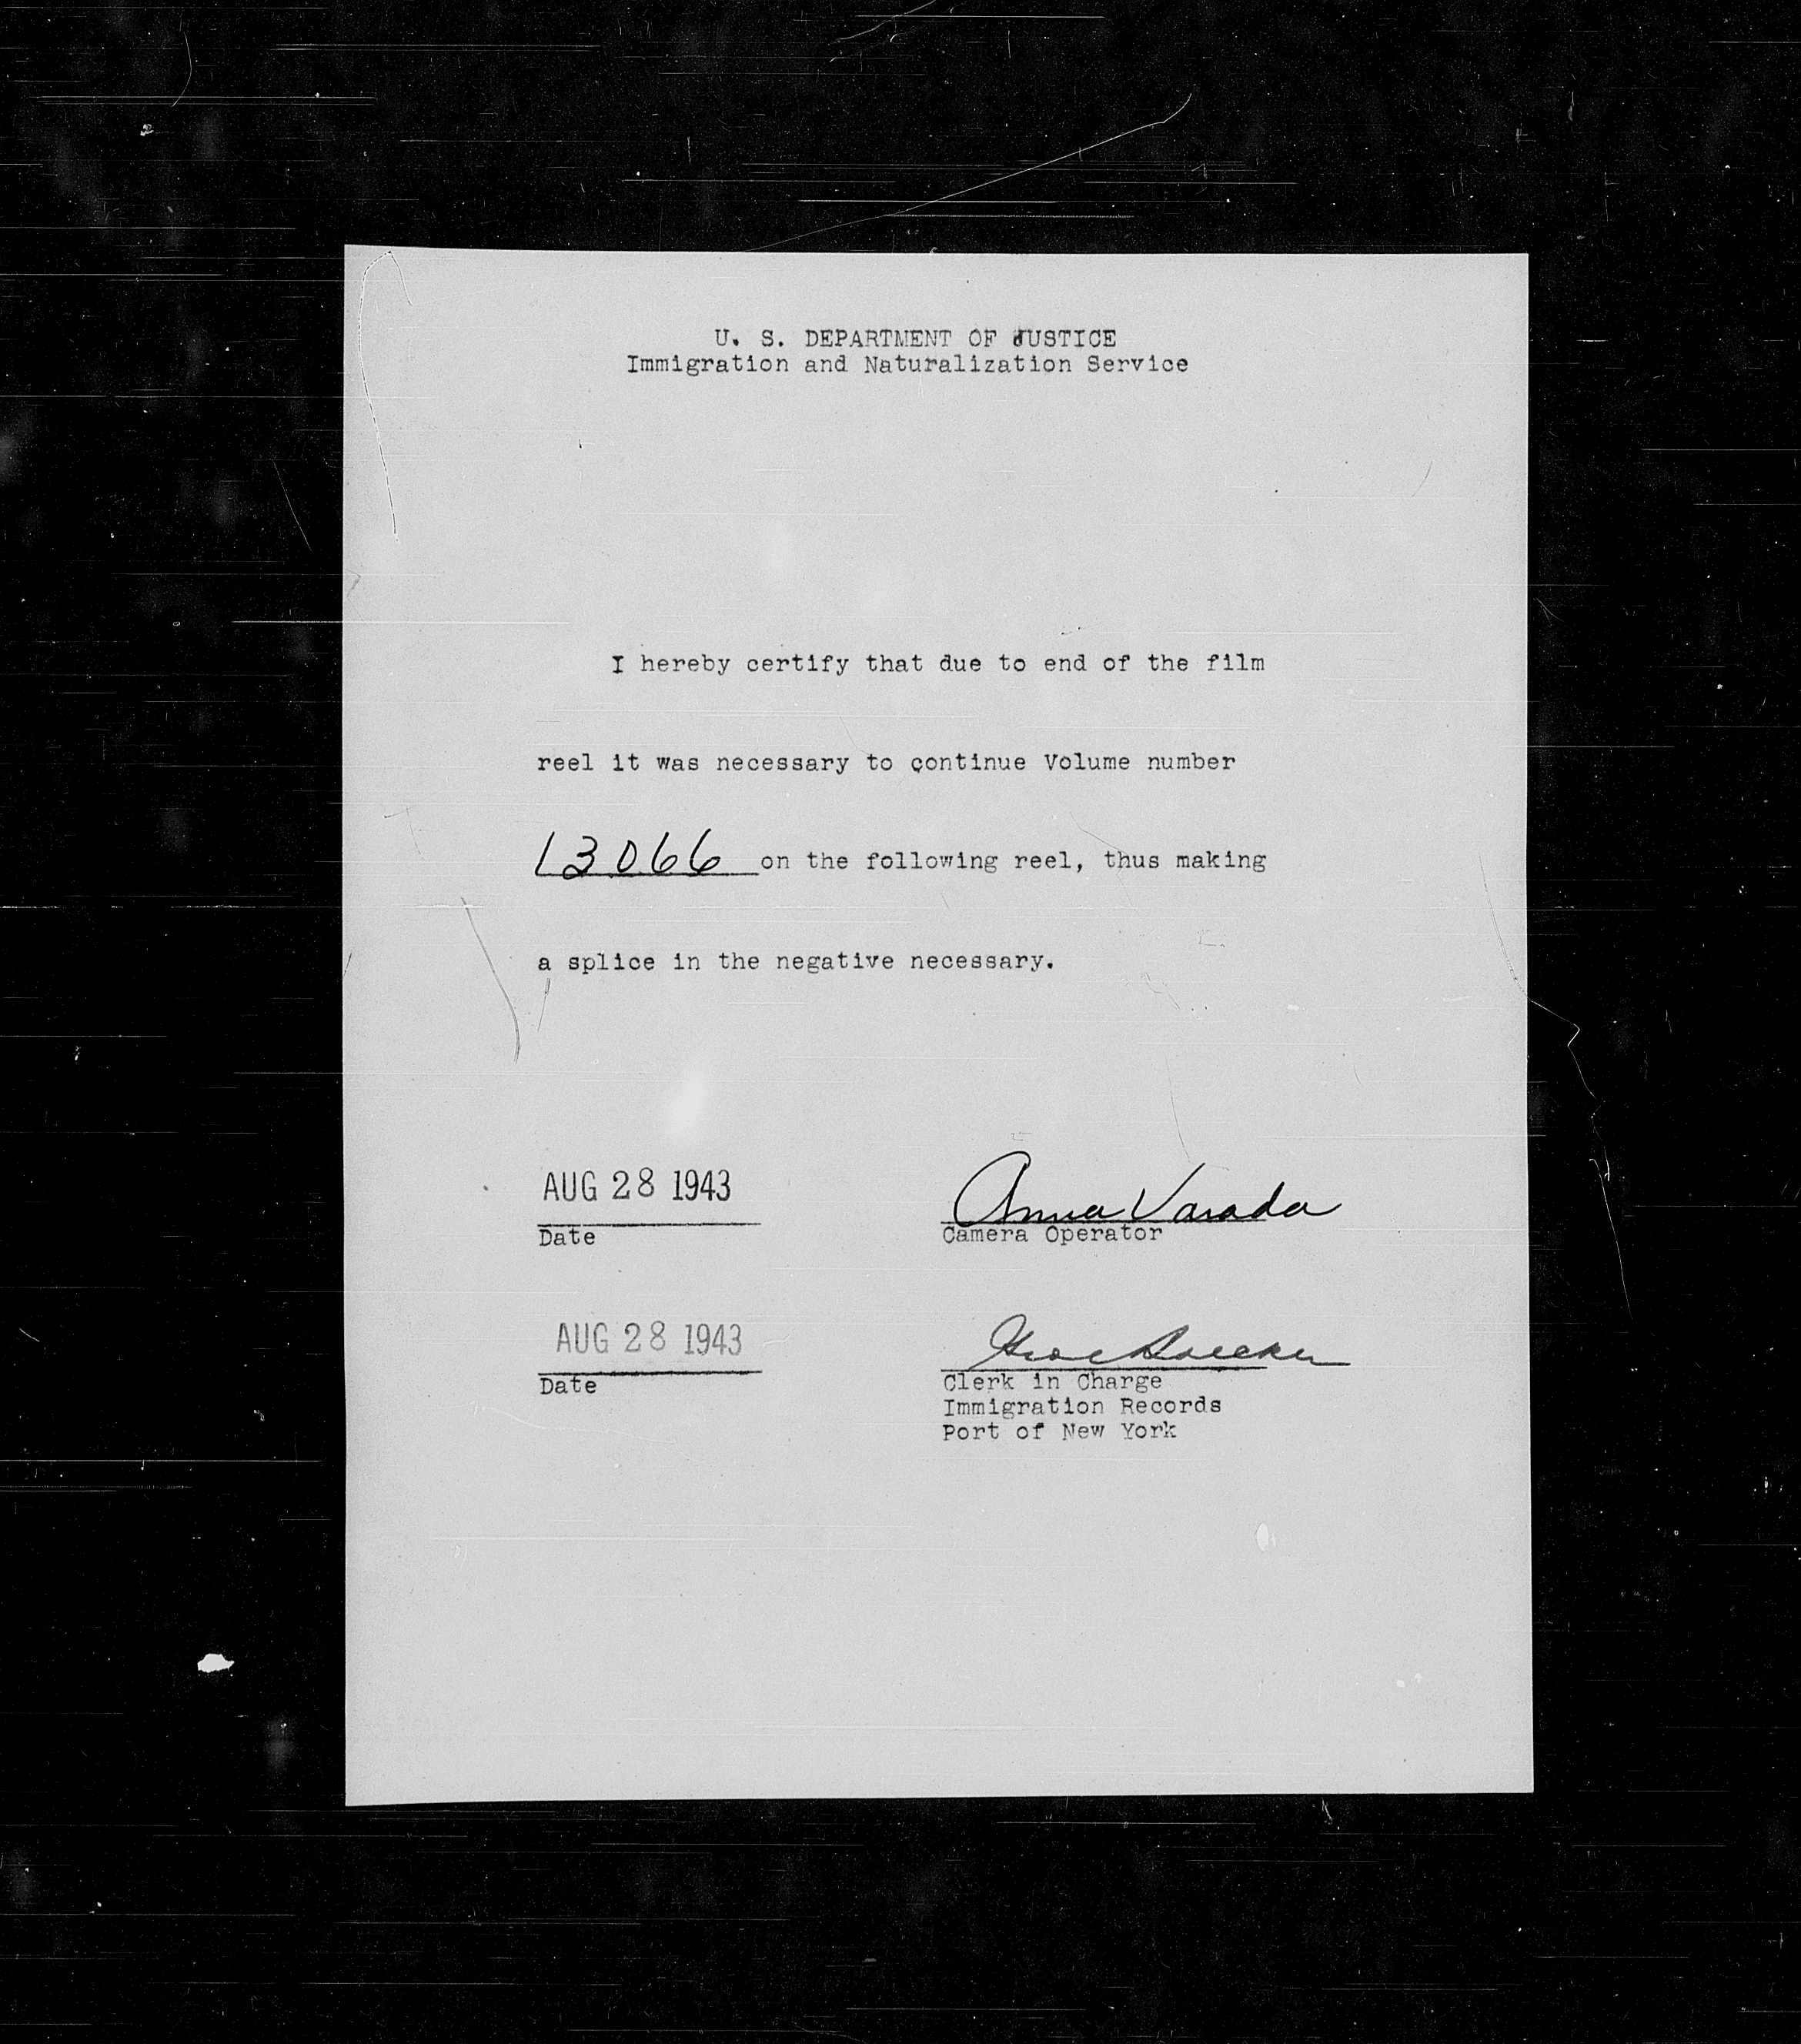 U. S. DEPARTMENT OF JUSTICE
Immigration and Naturalization Service
I hereby certify that due to end of the film
reel it was necessary to continue Volume number
13066 on the following reel, thus making
a splice in the negative necessary.
AUG 28 1943
Date
Anna Varada
Camera Operator
AUG 28 1943
Date
Clerk in Charge
Immigration Records
Port of New York